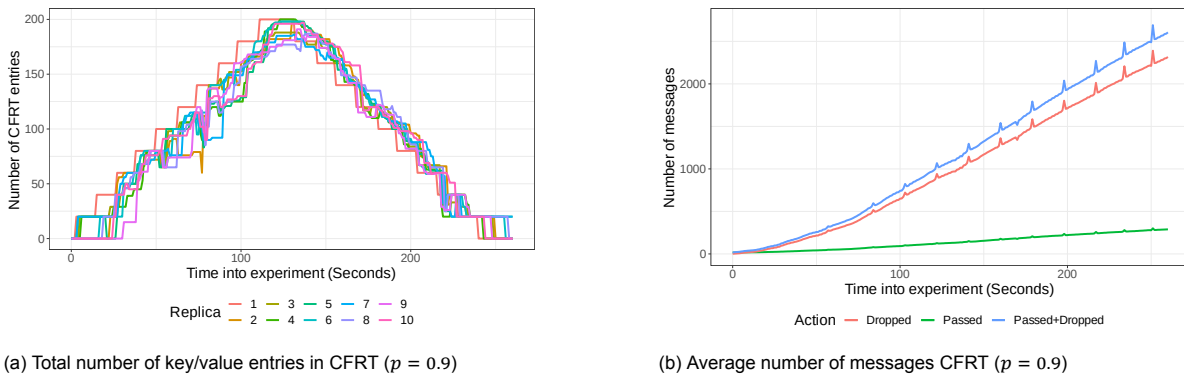 Number of CFRT entries
200
150
100
50
0
0
100
200
Time into experiment (Seconds)
Replica
1
3
5
7
9
2
4
6
8
10
(a) Total number of key/value entries in CFRT (p = 0.9)
Number of messages
2000
1000
0
0
100
200
Time into experiment (Seconds)
Action
Dropped
Passed
Passed+Dropped
(b) Average number of messages CFRT (p = 0.9)